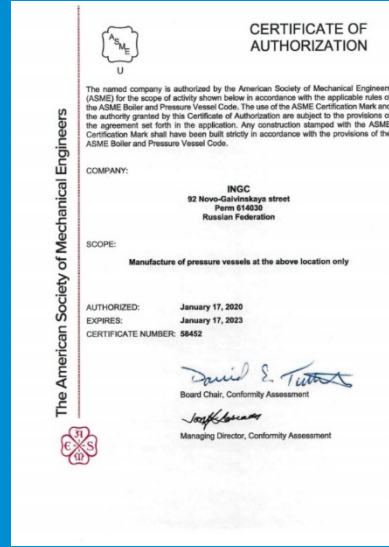 ASME
U
CERTIFICATE OF
AUTHORIZATION
The named company is authorized by the American Society of Mechanical Engineers
(ASME) for the scope of activity shown below in accordance with the applicable rules of
the ASME Boiler and Pressure Vessel Code. The use of the ASME Certification Mark and
the authority granted by this Certificate of Authorization are subject to the provisions of
the agreement set forth in the application. Any construction stamped with the ASME
Certification Mark shall have been built strictly in accordance with the provisions of the
ASME Boiler and Pressure Vessel Code.
COMPANY:
INGC
92 Novo-Gaivinskaya street
Perm 614030
Russian Federation
SCOPE:
Manufacture of pressure vessels at the above location only
AUTHORIZED: January 17, 2020
EXPIRES: January 17, 2023
CERTIFICATE NUMBER: 58452
David E.
Board Chair, Conformity Assessment
Managing Director, Conformity Assessment
The American Society of Mechanical Engineers
ASME